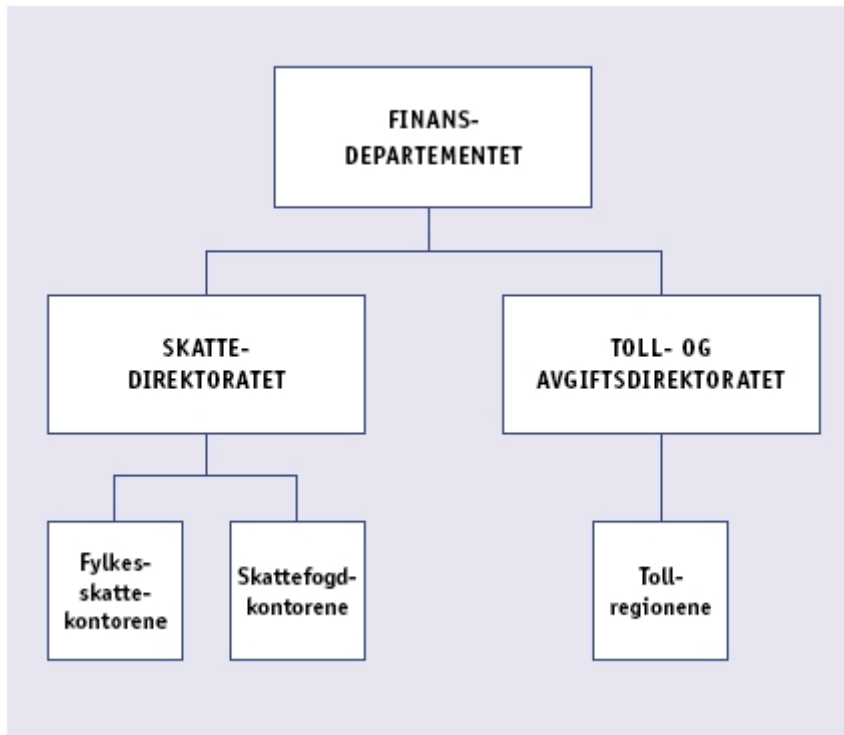 FINANS-
DEPARTEMENTET
SKATTE-
DIREKTORATET
TOLL- OG
AVGIFTSDIREKTORATET
Fylkes-
skatte-
kontorene
Skattefogd-
kontorene
Toll-
regionene